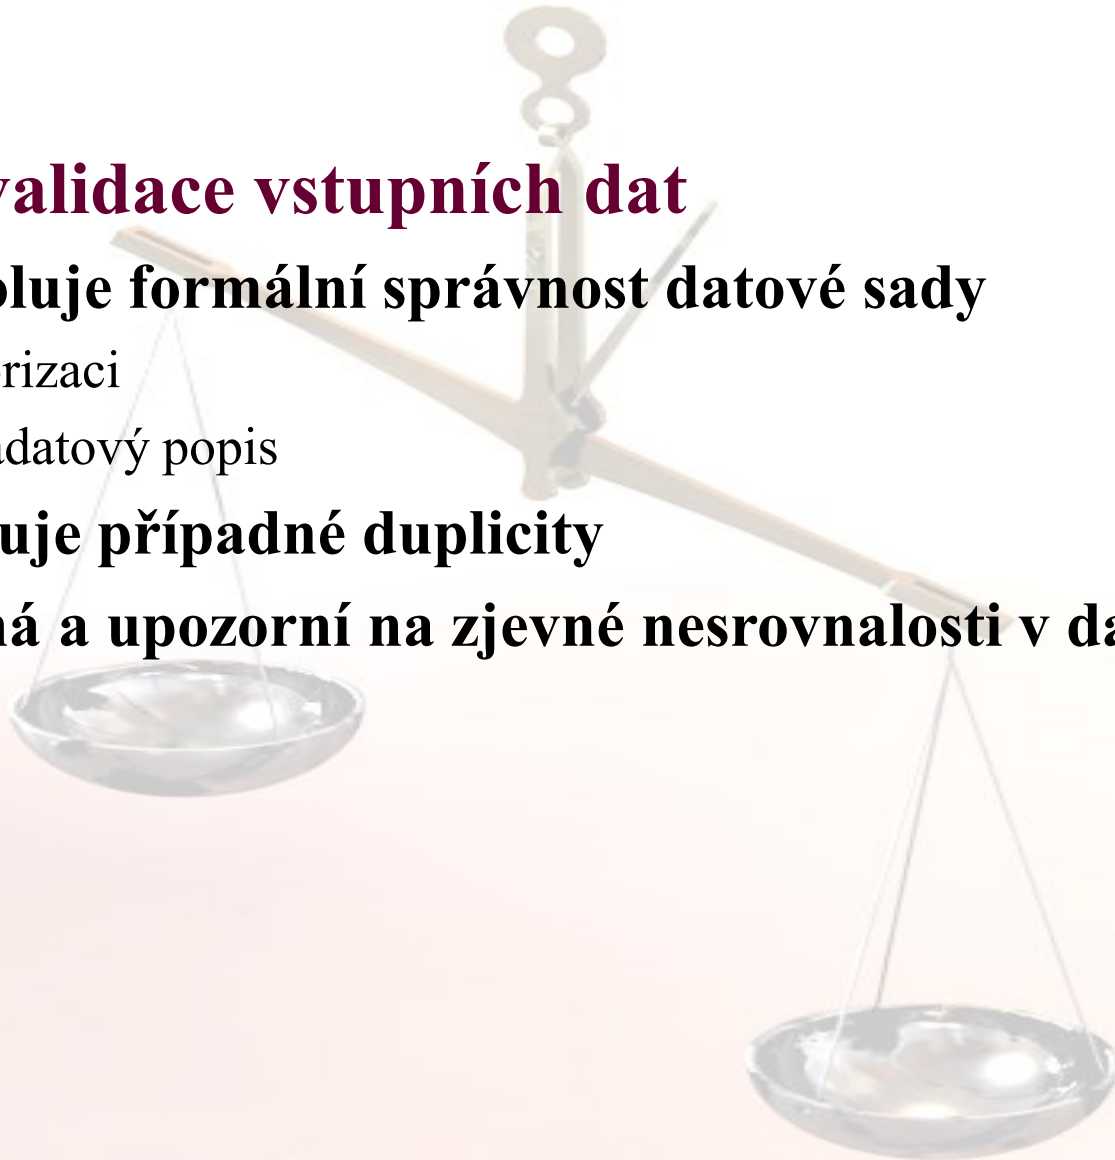 validace vstupních dat
oluje formální správnost datové sady
rizaci
datový popis
uje případné duplicity
ná a upozorní na zjevné nesrovnalosti v da